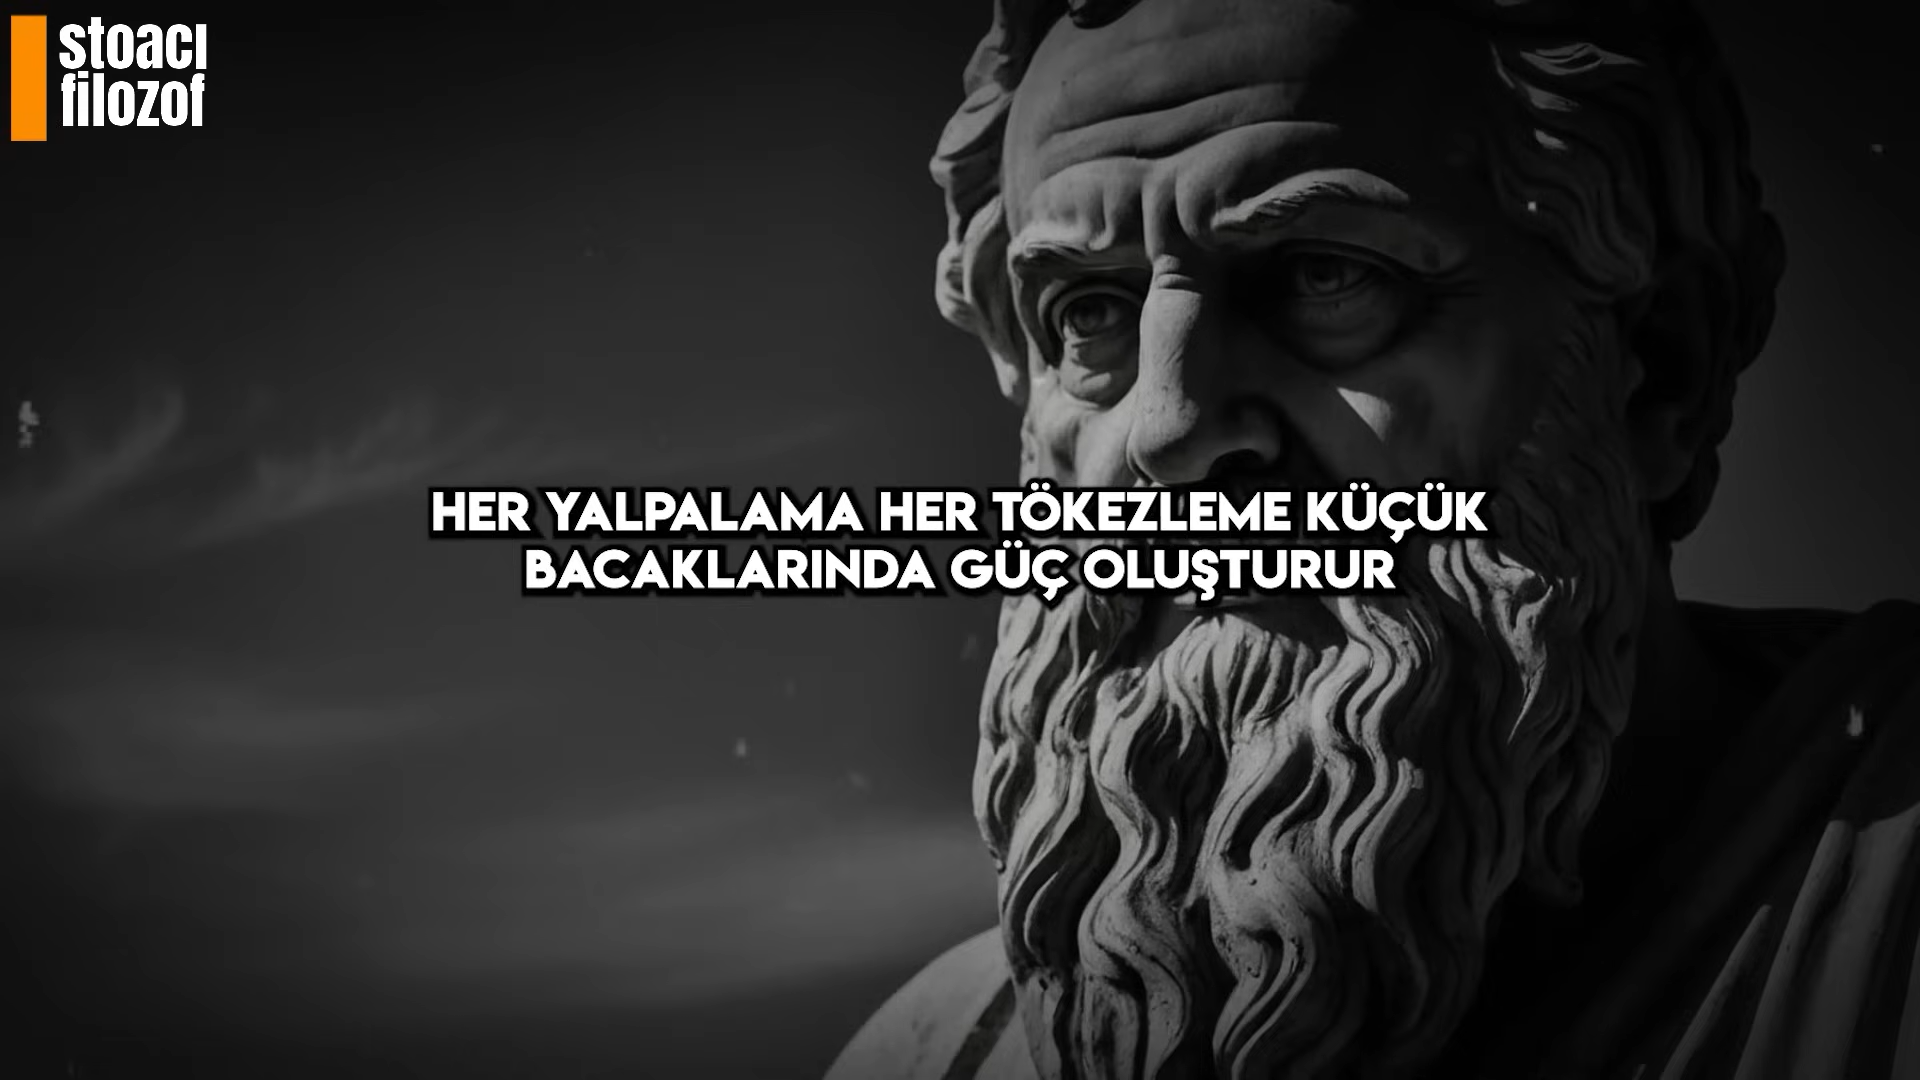 stoacı
filozof
HER YALPALAMA HER TÖKEZLEME KÜÇÜK
BACAKLARINDA GÜÇ OLUŞTURUR